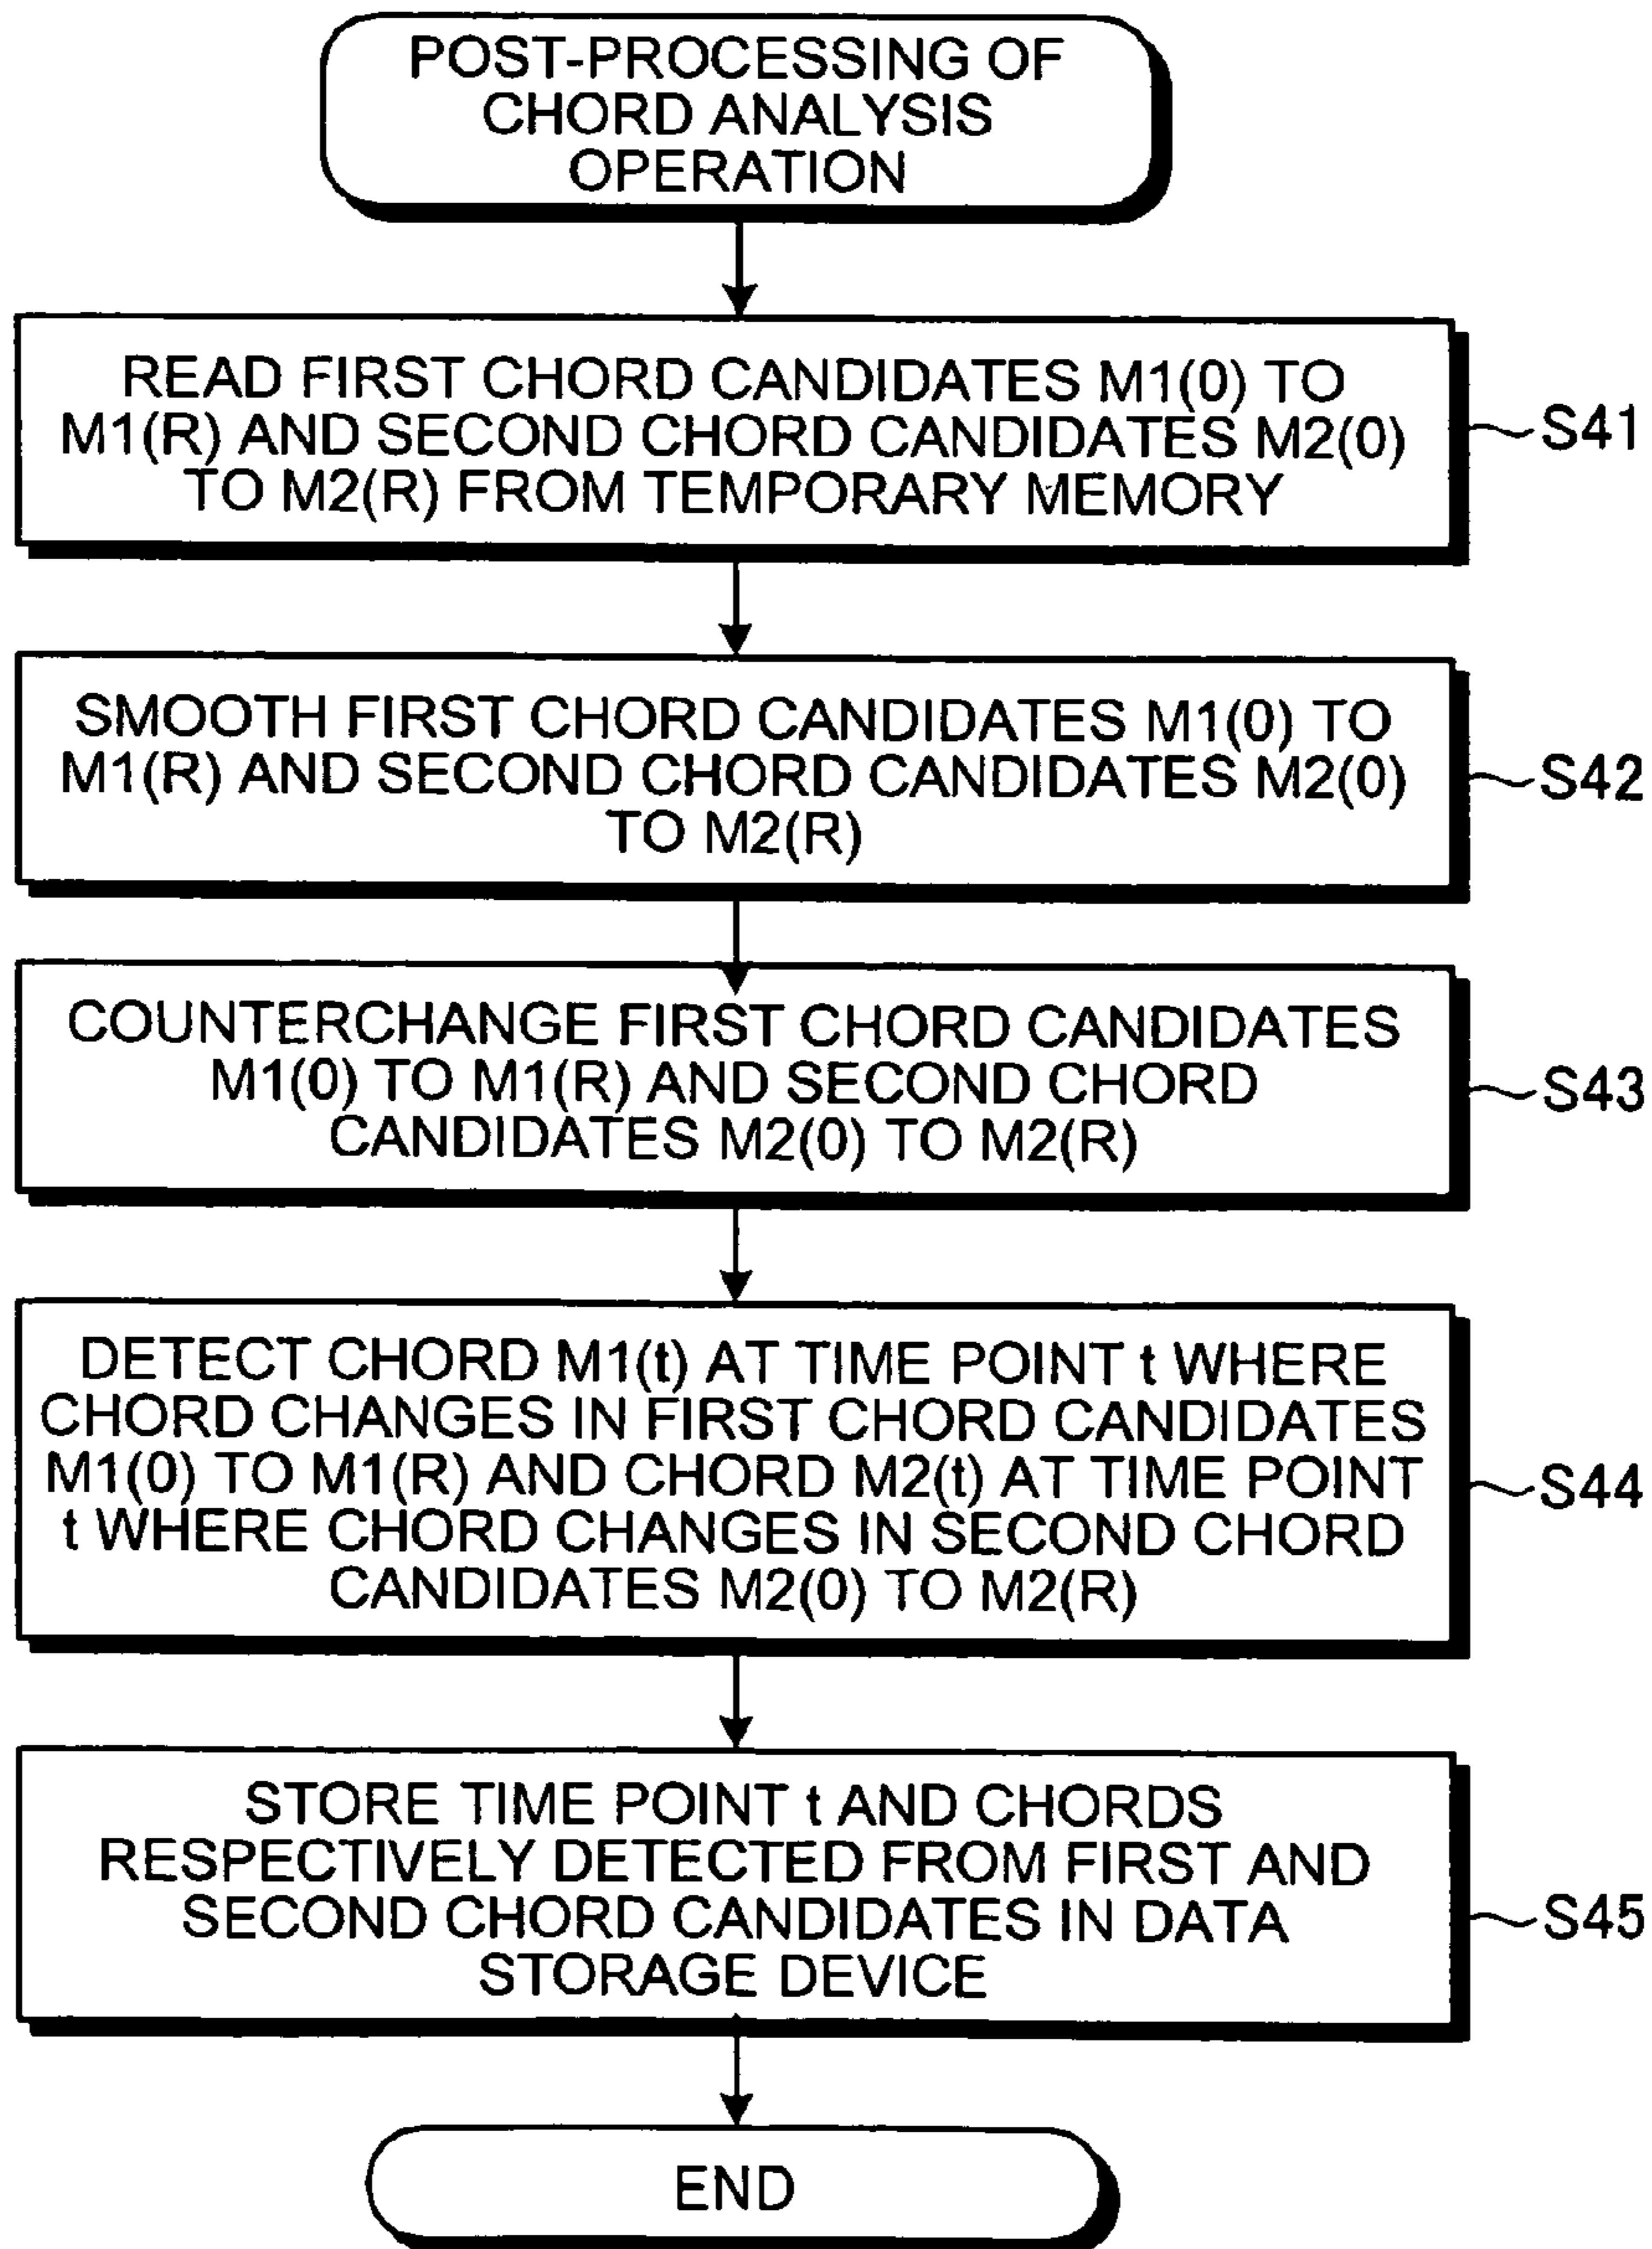 POST-PROCESSING OF
CHORD ANALYSIS
OPERATION
READ FIRST CHORD CANDIDATES M1(0) TO
M1(R) AND SECOND CHORD CANDIDATES M2(0)
TO M2(R) FROM TEMPORARY MEMORY
S41
SMOOTH FIRST CHORD CANDIDATES M1(0) TO
M1(R) AND SECOND CHORD CANDIDATES M2(0)
TO M2(R)
S42
COUNTERCHANGE FIRST CHORD CANDIDATES
M1(0) TO M1(R) AND SECOND CHORD
CANDIDATES M2(0) TO M2(R)
S43
DETECT CHORD M1(t) AT TIME POINT t WHERE
CHORD CHANGES IN FIRST CHORD CANDIDATES
M1(0) TO M1(R) AND CHORD M2(t) AT TIME POINT
t WHERE CHORD CHANGES IN SECOND CHORD
CANDIDATES M2(0) TO M2(R)
S44
STORE TIME POINT t AND CHORDS
RESPECTIVELY DETECTED FROM FIRST AND
SECOND CHORD CANDIDATES IN DATA
STORAGE DEVICE
S45
END